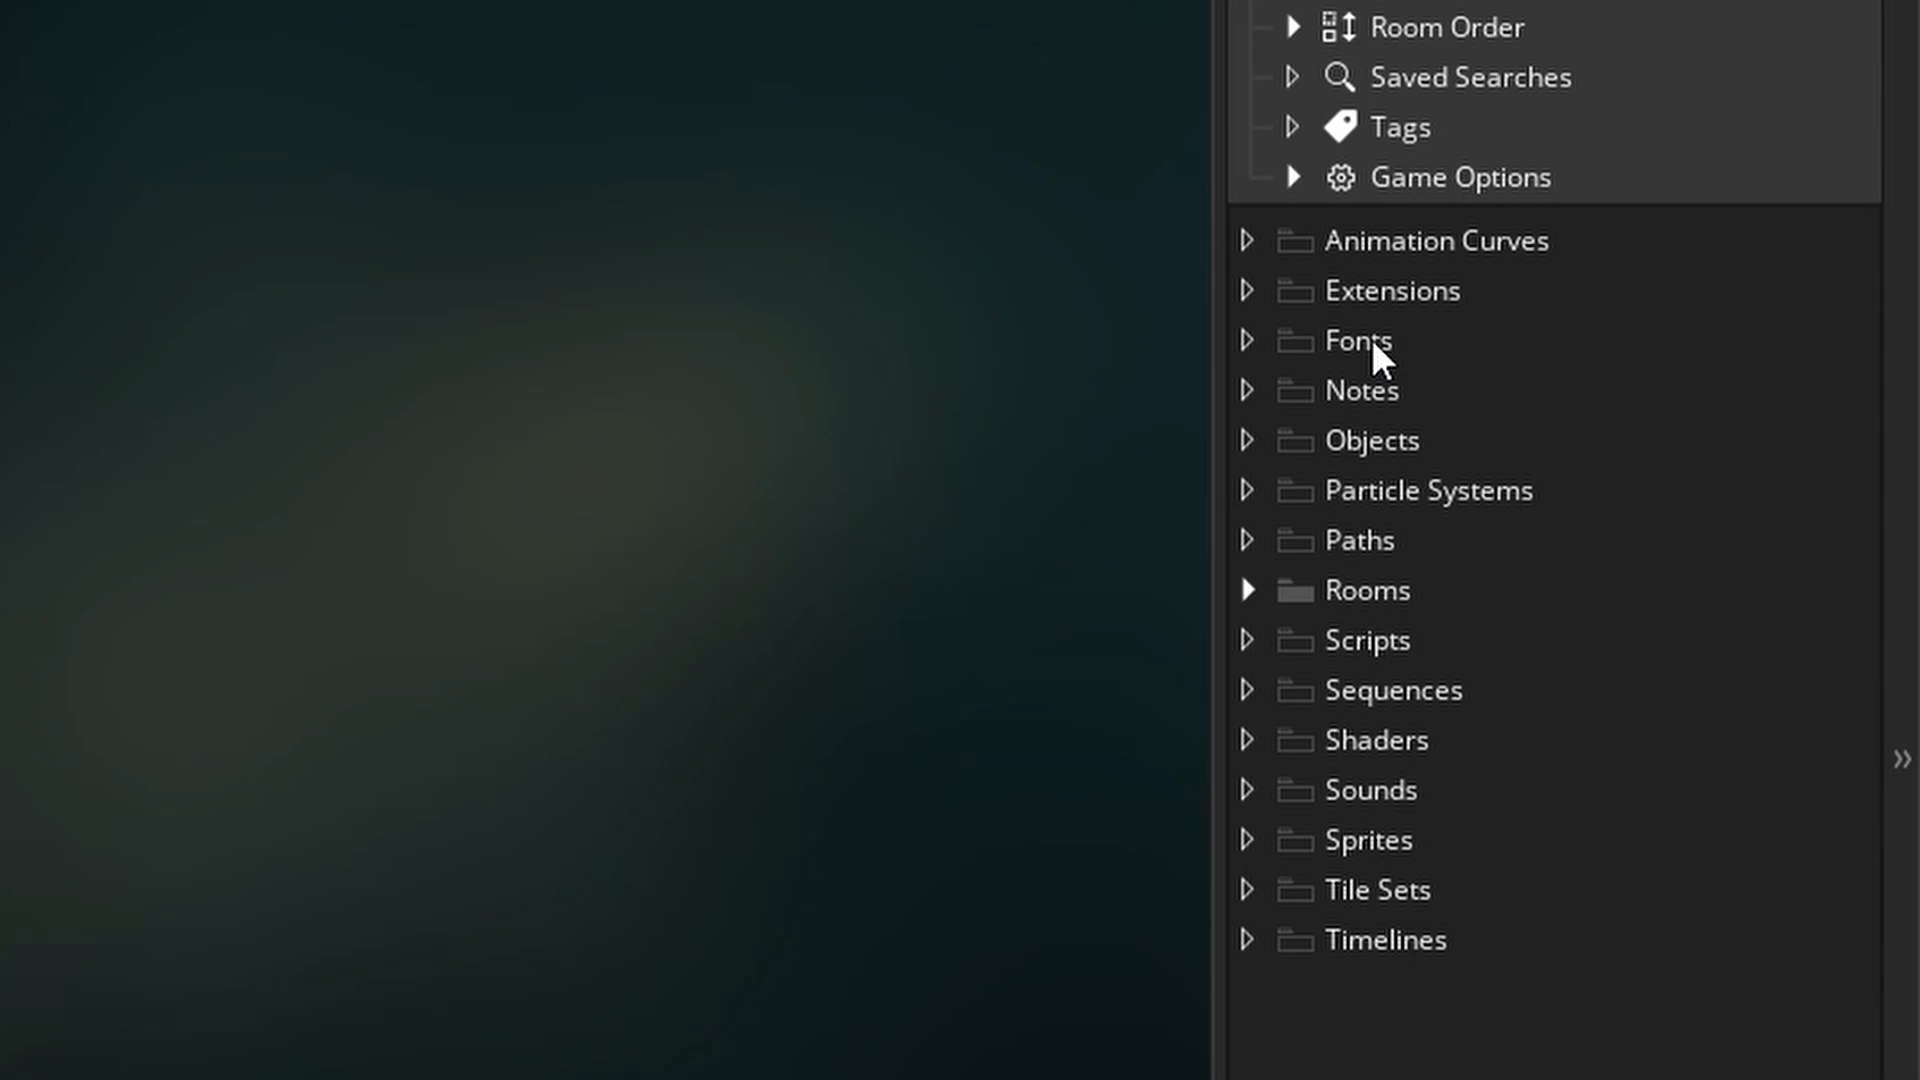 Room Order
Saved Searches
Tags
Game Options
Animation Curves
Extensions
Fonts
Notes
Objects
Particle Systems
Paths
Rooms
Scripts
Sequences
Shaders
Sounds
Sprites
Tile Sets
Timelines